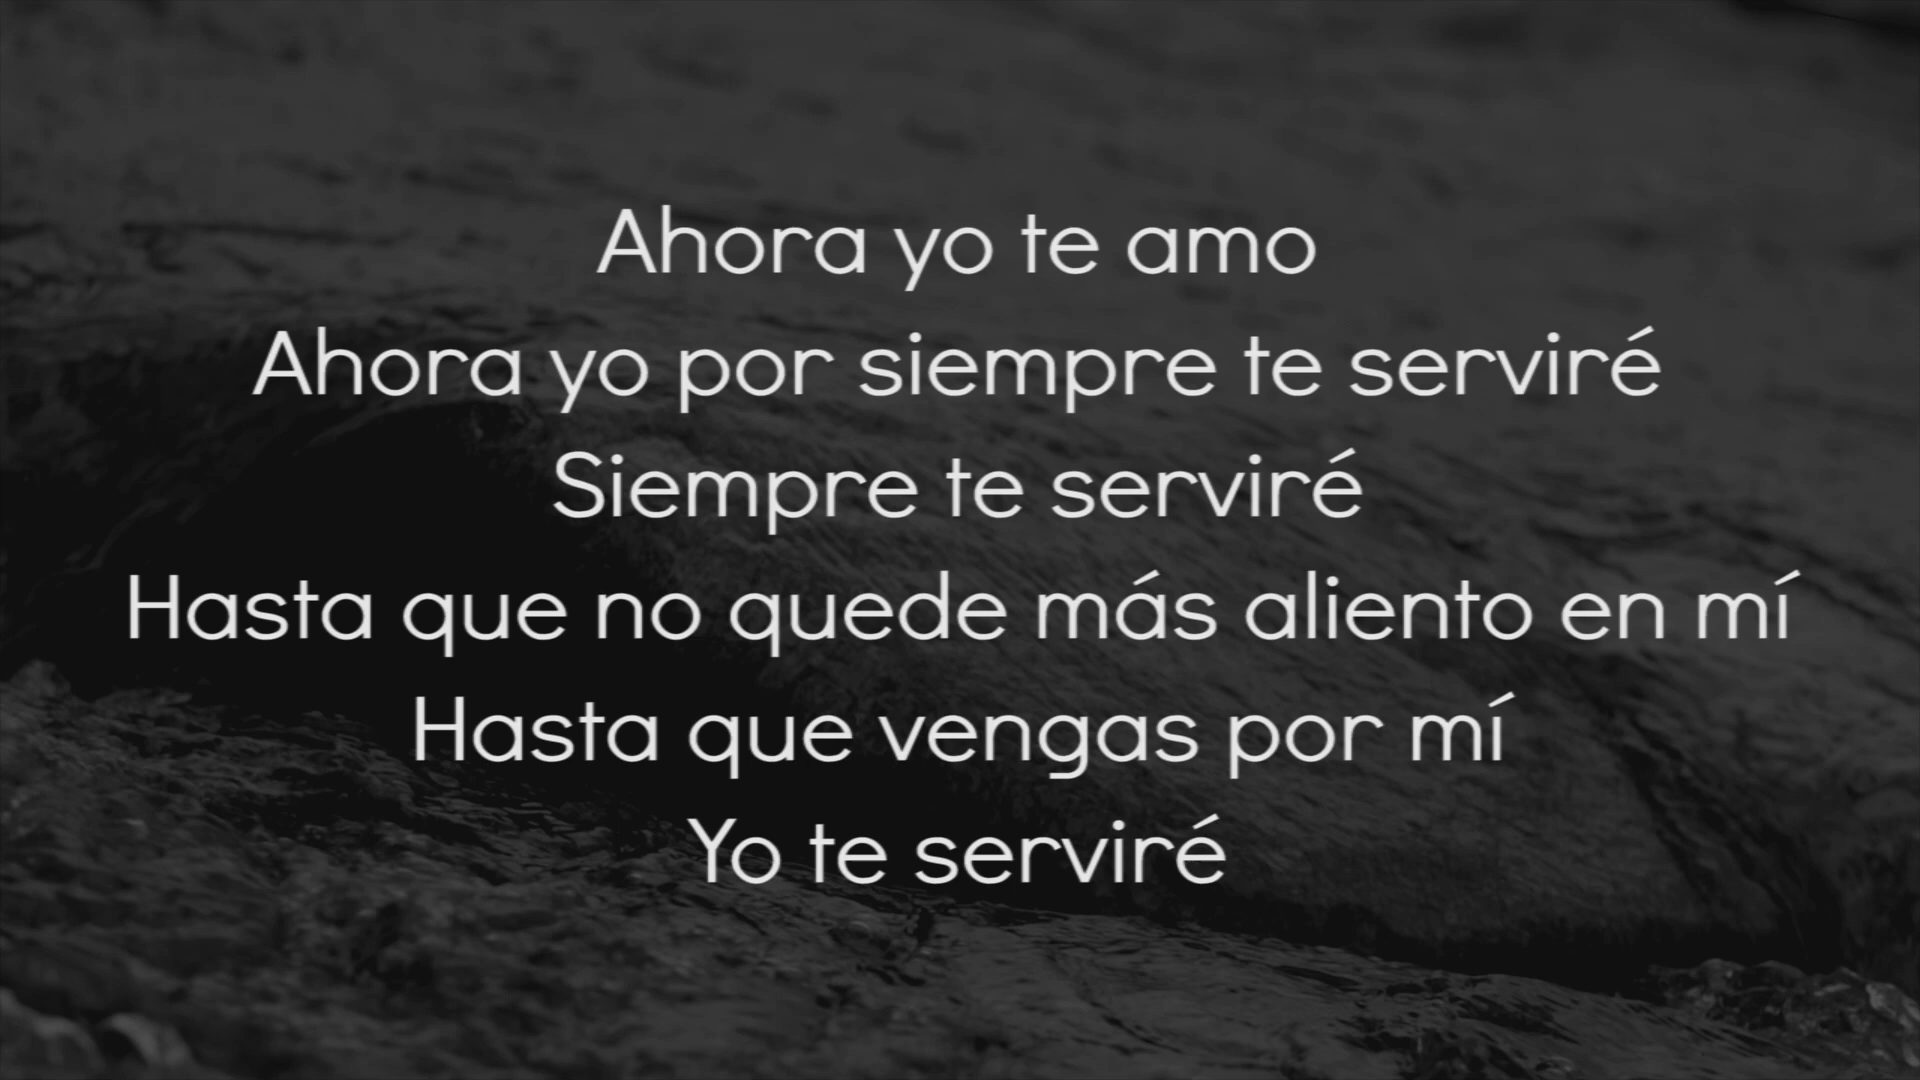 Ahora yo te amo
Ahora yo por siempre te serviré
Siempre te serviré
Hasta que no quede más aliento en mí
Hasta que vengas por mí
Yo te serviré